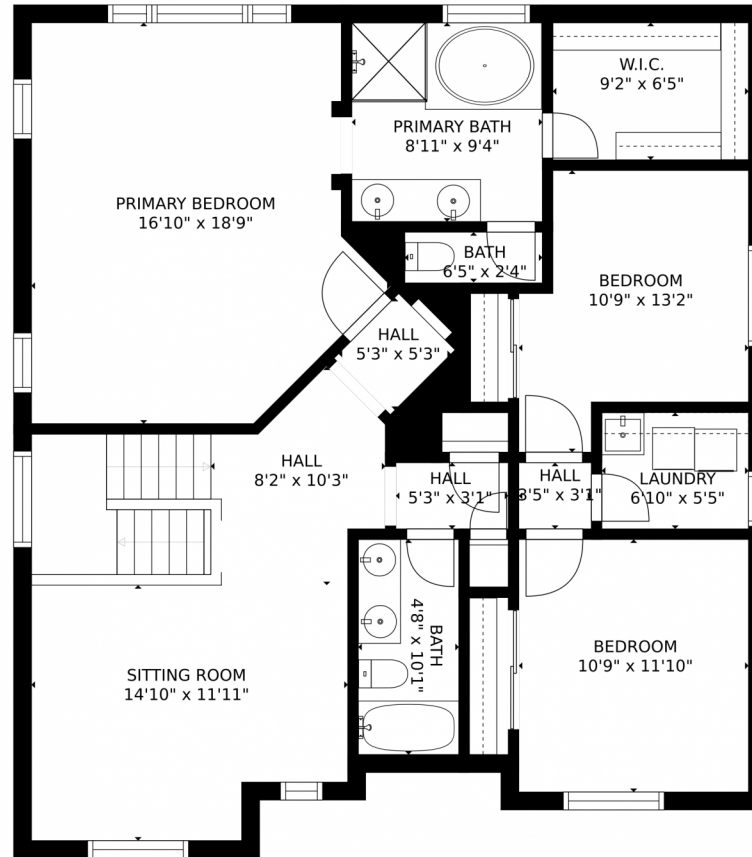 W.I.C.
9'2" x 6'5"
PRIMARY BATH
8'11" x 9'4"
PRIMARY BEDROOM
16'10" x 18'9"
BATH
6'5" x 2'4"
BEDROOM
10'9" x 13'2"
HALL
5'3" x 5'3"
HALL
8'2" x 10'3"
HALL
5'3" x 3'1"
HALL
3'5" x 3'1"
LAUNDRY
6'10" x 5'5"
BATH
4'8" x 10'1"
BEDROOM
10'9" x 11'10"
SITTING ROOM
14'10" x 11'11"